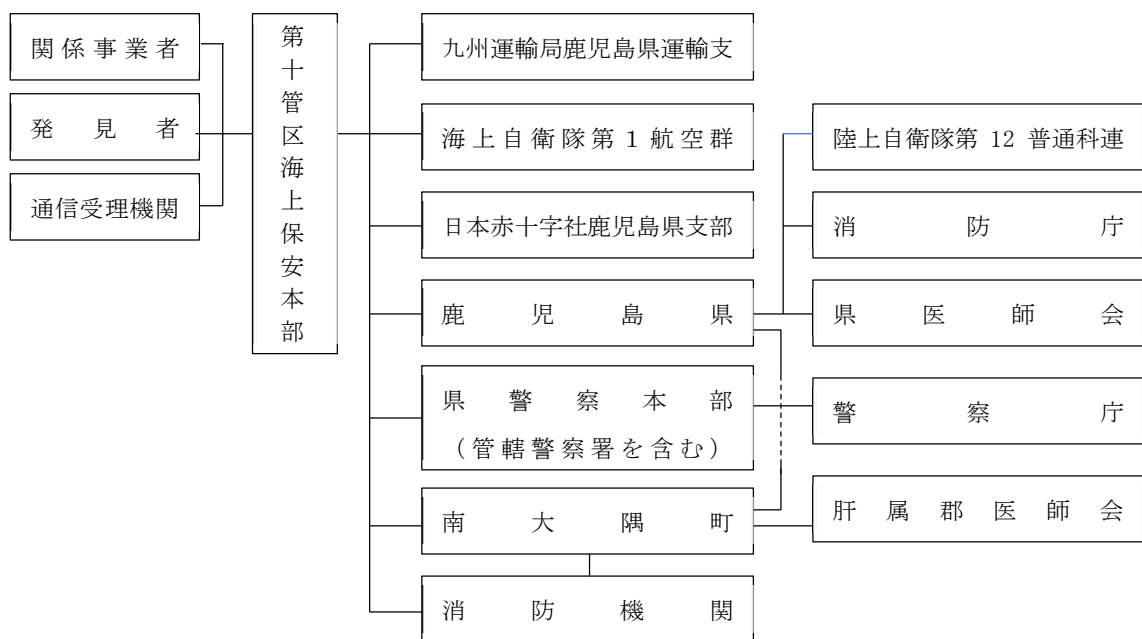 関係事業者
発見者
通信受理機関
第十管区海上保安本部
九州運輸局鹿児島県運輸支
海上自衛隊第1航空群
日本赤十字社鹿児島県支部
鹿児島県
県警察本部
(管轄警察署を含む)
南大隅町
消防機関
陸上自衛隊第 12 普通科連
消防庁
県医師会
警察庁
肝属郡医師会